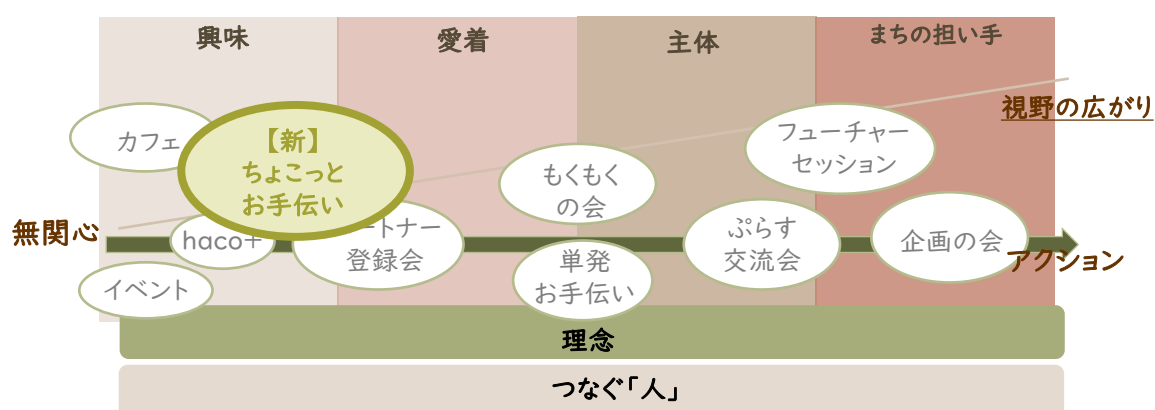 興味
愛着
主体
まちの担い手
視野の広がり
カフェ
【新】
ちょこっと
お手伝い
フューチャー
セッション
もくもく
の会
無関心
haco+
ートナー
登録会
ぷらす
交流会
企画の会
アクション
イベント
単発
お手伝い
理念
つなぐ「人」